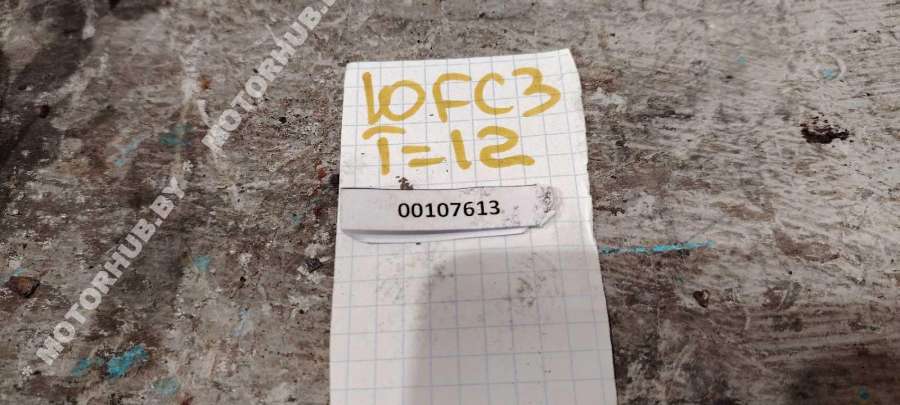 10FC3
T=12
00107613
* MOTORHUB.BY * MOTORHUB.BY